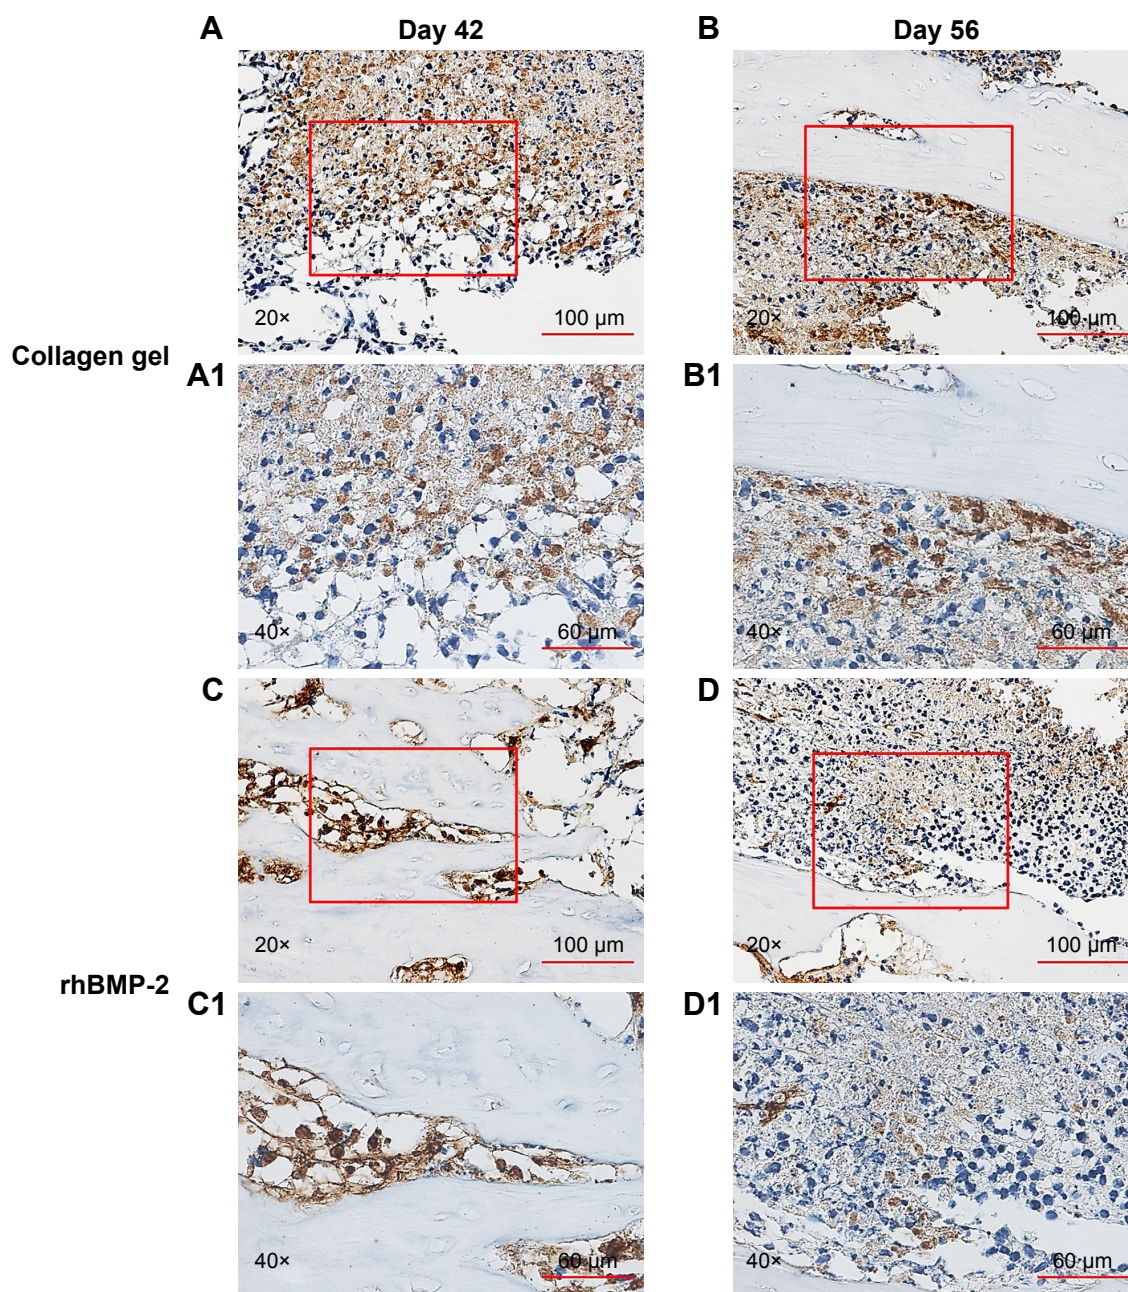 A
Day 42
B
Day 56
20×
100 µm
20×
100 µm
Collagen gel
A1
B1
40×
60 µm
40×
60 µm
C
D
20×
100 µm
20×
100 µm
rhBMP-2
C1
D1
40×
60 µm
40×
60 µm